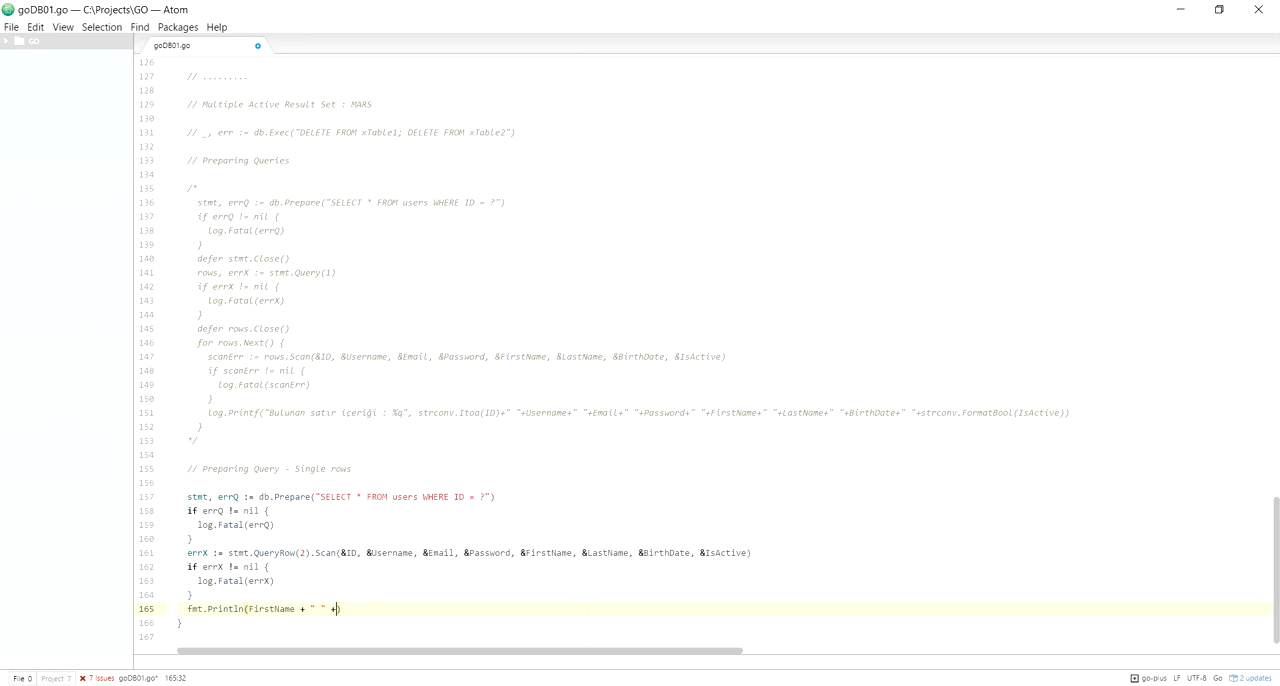 goDB01.go — C:\Projects\GO — Atom
File Edit View Selection Find Packages Help
GO
goDB01.go
126
127 // .........
128
129 // Multiple Active Result Set : MARS
130
131 // _, err := db.Exec("DELETE FROM xTable1; DELETE FROM xTable2")
132
133 // Preparing Queries
134
135 /*
136 stmt, errQ := db.Prepare("SELECT * FROM users WHERE ID = ?")
137 if errQ != nil {
138 log.Fatal(errQ)
139 }
140 defer stmt.Close()
141 rows, errX := stmt.Query(1)
142 if errX != nil {
143 log.Fatal(errX)
144 }
145 defer rows.Close()
146 for rows.Next() {
147 scanErr := rows.Scan(&ID, &Username, &Email, &Password, &FirstName, &LastName, &BirthDate, &IsActive)
148 if scanErr != nil {
149 log.Fatal(scanErr)
150 }
151 log.Printf("Bulunan satır içeriği : %q", strconv.Itoa(ID)+" "+Username+" "+Email+" "+Password+" "+FirstName+" "+LastName+" "+BirthDate+" "+strconv.FormatBool(IsActive))
152 }
153 */
154
155 // Preparing Query - Single rows
156
157 stmt, errQ := db.Prepare("SELECT * FROM users WHERE ID = ?")
158 if errQ != nil {
159 log.Fatal(errQ)
160 }
161 errX := stmt.QueryRow(2).Scan(&ID, &Username, &Email, &Password, &FirstName, &LastName, &BirthDate, &IsActive)
162 if errX != nil {
163 log.Fatal(errX)
164 }
165 fmt.Println(FirstName + " " +)
166 }
167
File 0 Project 7 7 Issues goDB01.go* 165:32 go-plus LF UTF-8 Go 2 updates